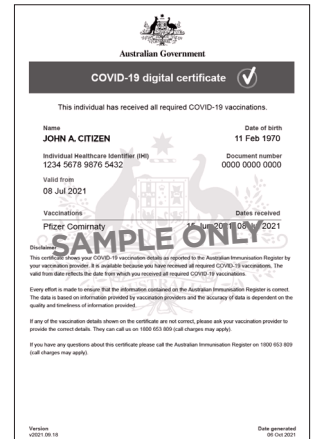 Australian Government
COVID-19 digital certificate
This individual has received all required COVID-19 vaccinations.
Name
Date of birth
JOHN A. CITIZEN
11 Feb 1970
Individual Healthcare Identifier (IHI)
Document number
1234 5678 9876 5432
0000 0000 0000
Valid from
08 Jul 2021
Vaccinations
Dates received
Pfizer Comirnaty
15 Jun 2021, 08 Jul 2021
SAMPLE ONLY
Disclaimer
This certificate shows your COVID-19 vaccination details as reported to the Australian Immunisation Register by
your vaccination provider. It is available because you have received all required COVID-19 vaccinations. The
valid from date reflects the date from which you received all required COVID-19 vaccinations.
Every effort is made to ensure that the information contained on the Australian Immunisation Register is correct.
The data is based on information provided by vaccination providers and the accuracy of data is dependent on the
quality and timeliness of information provided.
If any of the vaccination details shown on the certificate are not correct, please ask your vaccination provider to
provide the correct details. They can call us on 1800 653 809 (call charges may apply).
If you have any questions about this certificate please call the Australian Immunisation Register on 1800 653 809
(call charges may apply).
Version
Date generated
v2021.09.18
06 Oct 2021